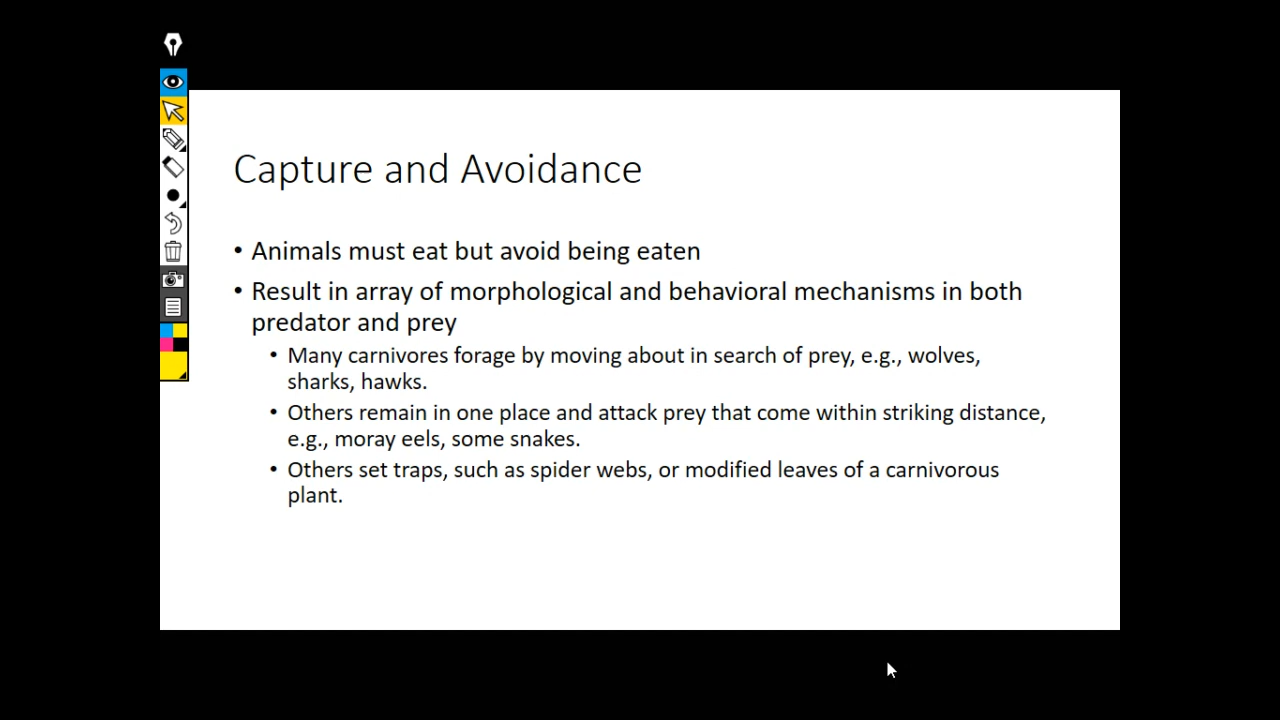 Capture and Avoidance
• Animals must eat but avoid being eaten
• Result in array of morphological and behavioral mechanisms in both
predator and prey
• Many carnivores forage by moving about in search of prey, e.g., wolves,
sharks, hawks.
• Others remain in one place and attack prey that come within striking distance,
e.g., moray eels, some snakes.
• Others set traps, such as spider webs, or modified leaves of a carnivorous
plant.